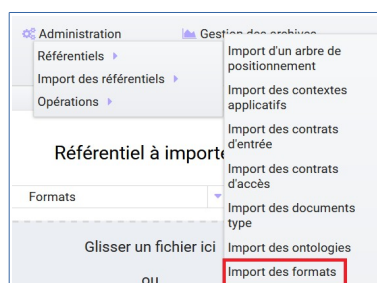 Administration
Gestion des archives
Référentiels
Import des référentiels
Opérations
Import d'un arbre de
positionnement
Import des contextes
applicatifs
Import des contrats
d'entrée
Import des contrats
d'accès
Import des documents
type
Import des ontologies
Import des formats
Référentiel à importe
Formats
Glisser un fichier ici
ou